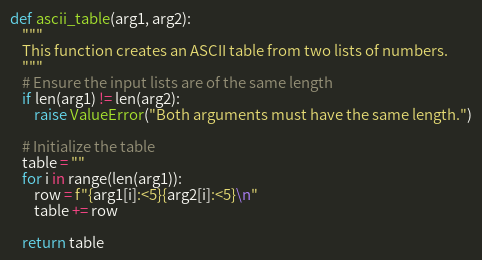 def ascii_table(arg1, arg2):
    """
    This function creates an ASCII table from two lists of numbers.
    """
    # Ensure the input lists are of the same length
    if len(arg1) != len(arg2):
        raise ValueError("Both arguments must have the same length.")

    # Initialize the table
    table = ""
    for i in range(len(arg1)):
        row = f"{arg1[i]:<5}{arg2[i]:<5}\n"
        table += row

    return table